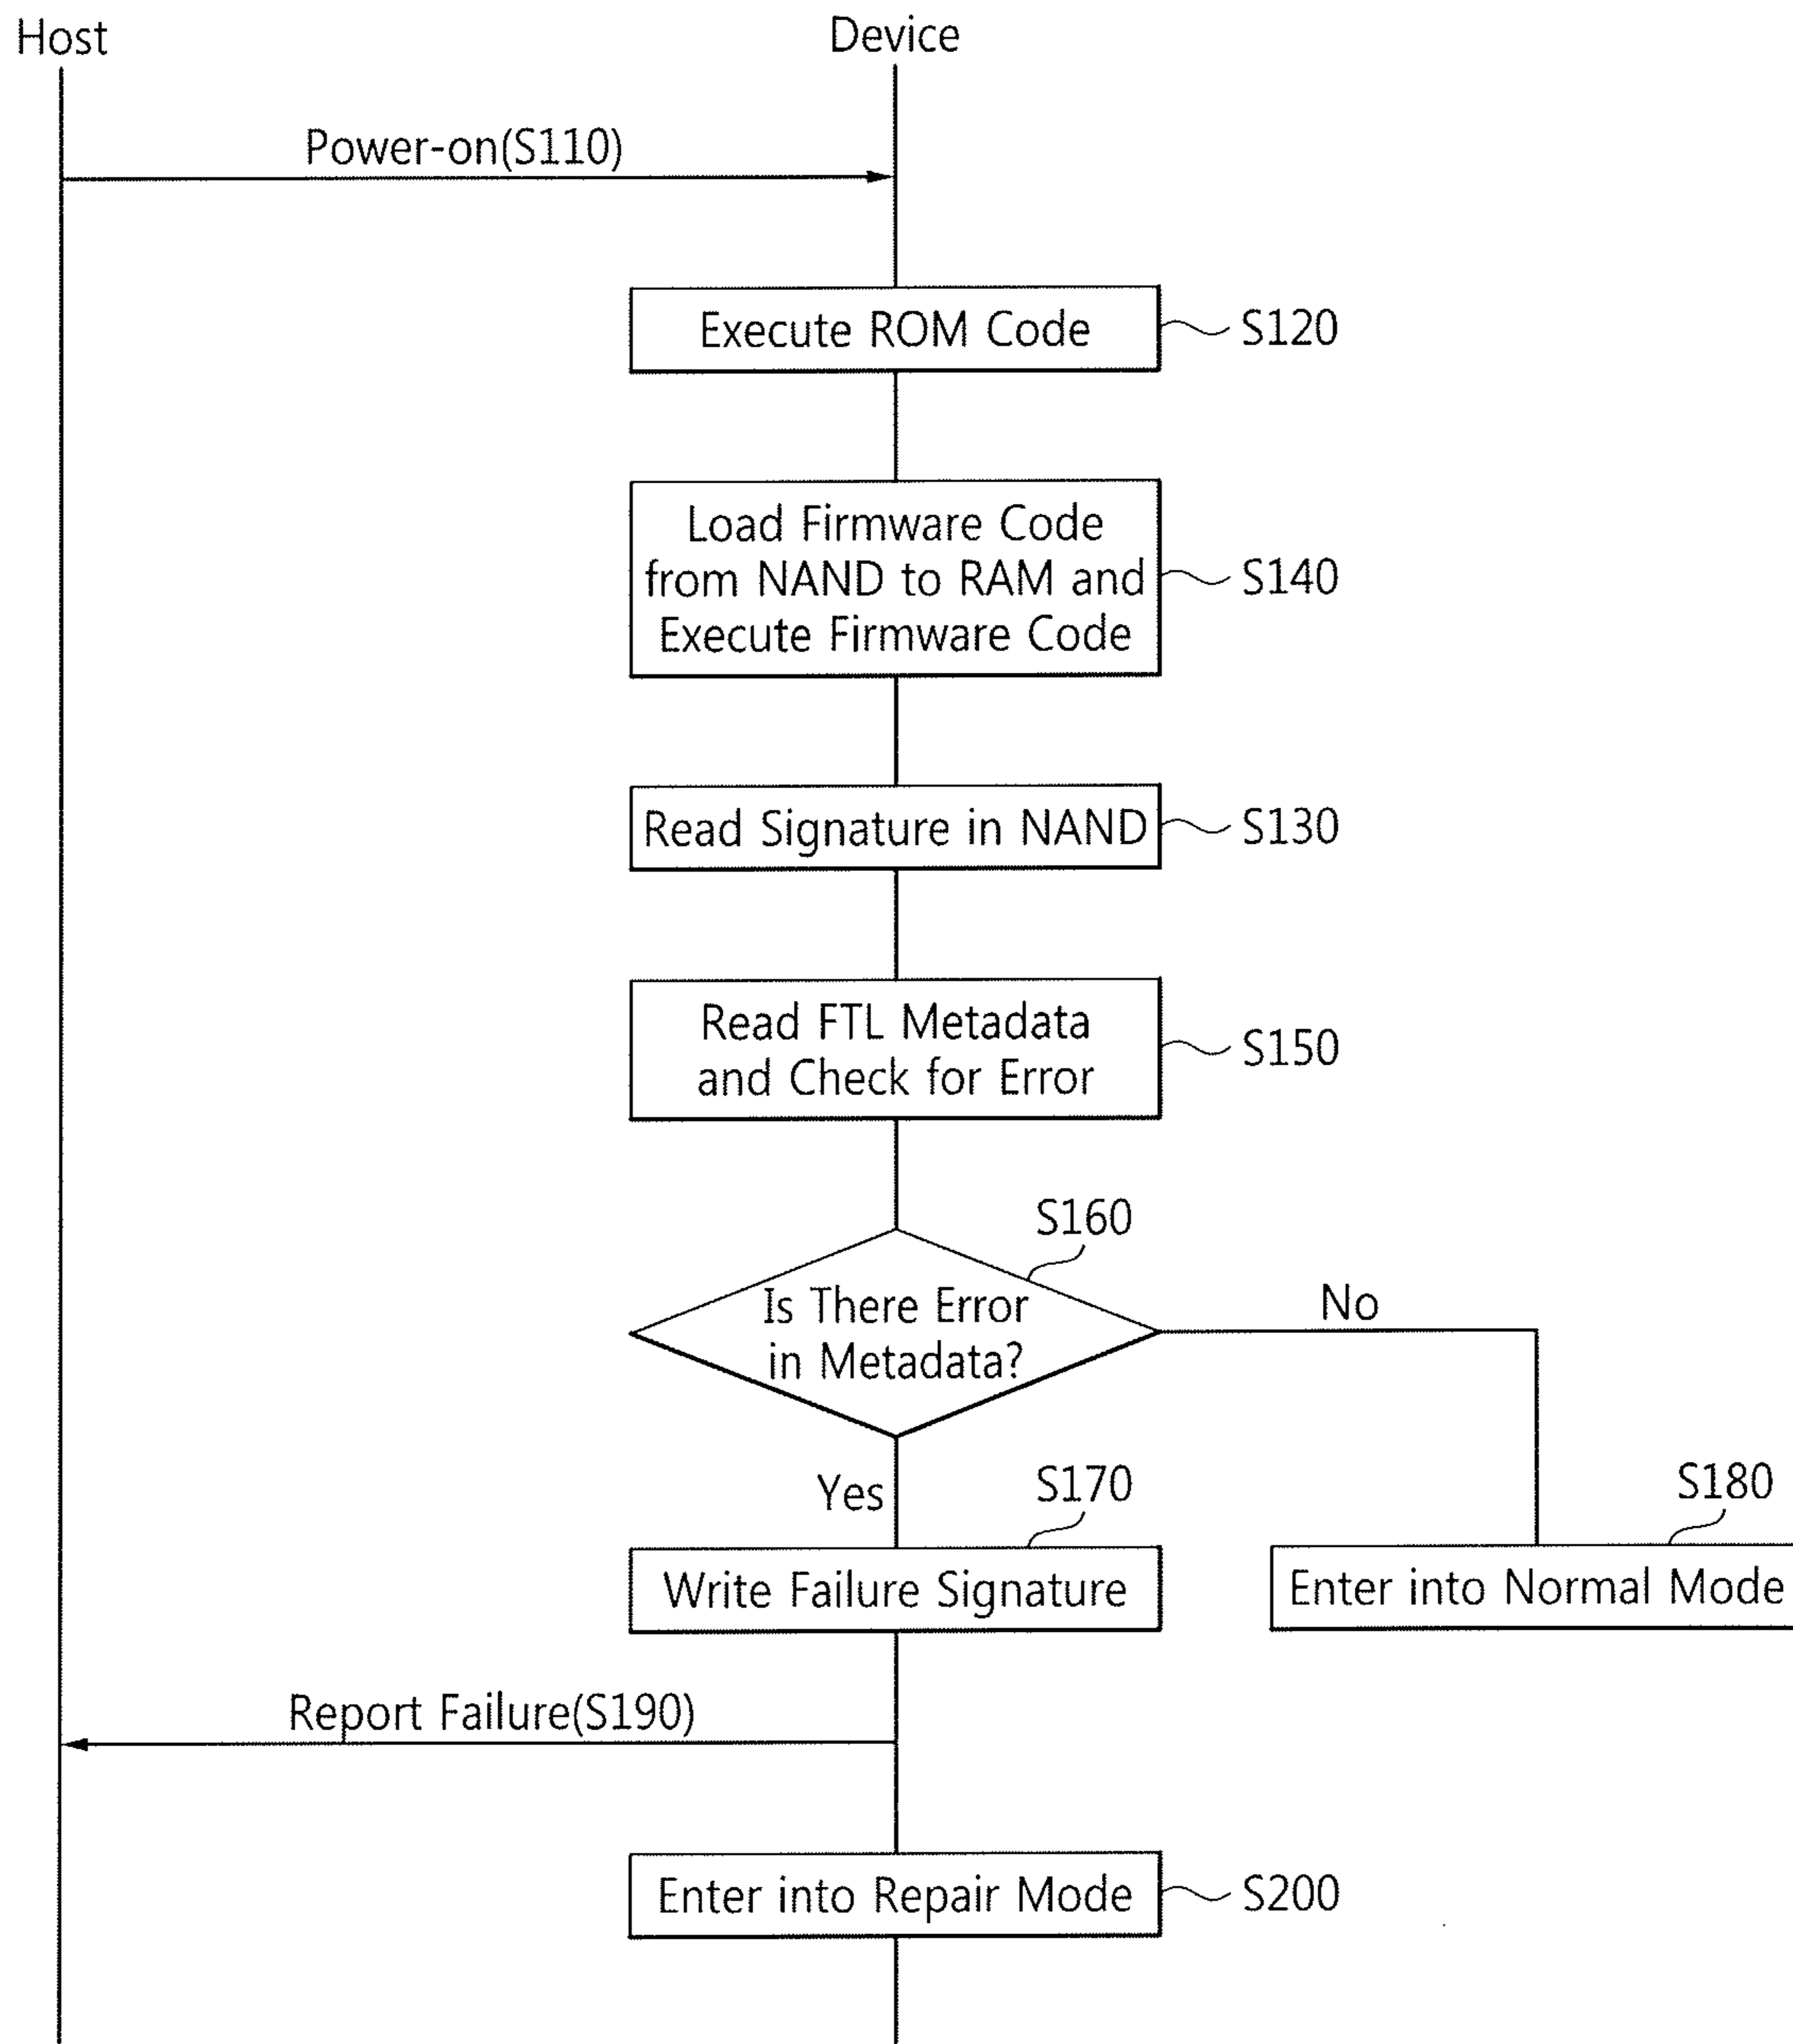 Host
Device
Power-on(S110)
Execute ROM Code
S120
Load Firmware Code
from NAND to RAM and
Execute Firmware Code
S140
Read Signature in NAND
S130
Read FTL Metadata
and Check for Error
S150
S160
Is There Error
in Metadata?
No
Yes
S170
S180
Write Failure Signature
Enter into Normal Mode
Report Failure(S190)
Enter into Repair Mode
S200